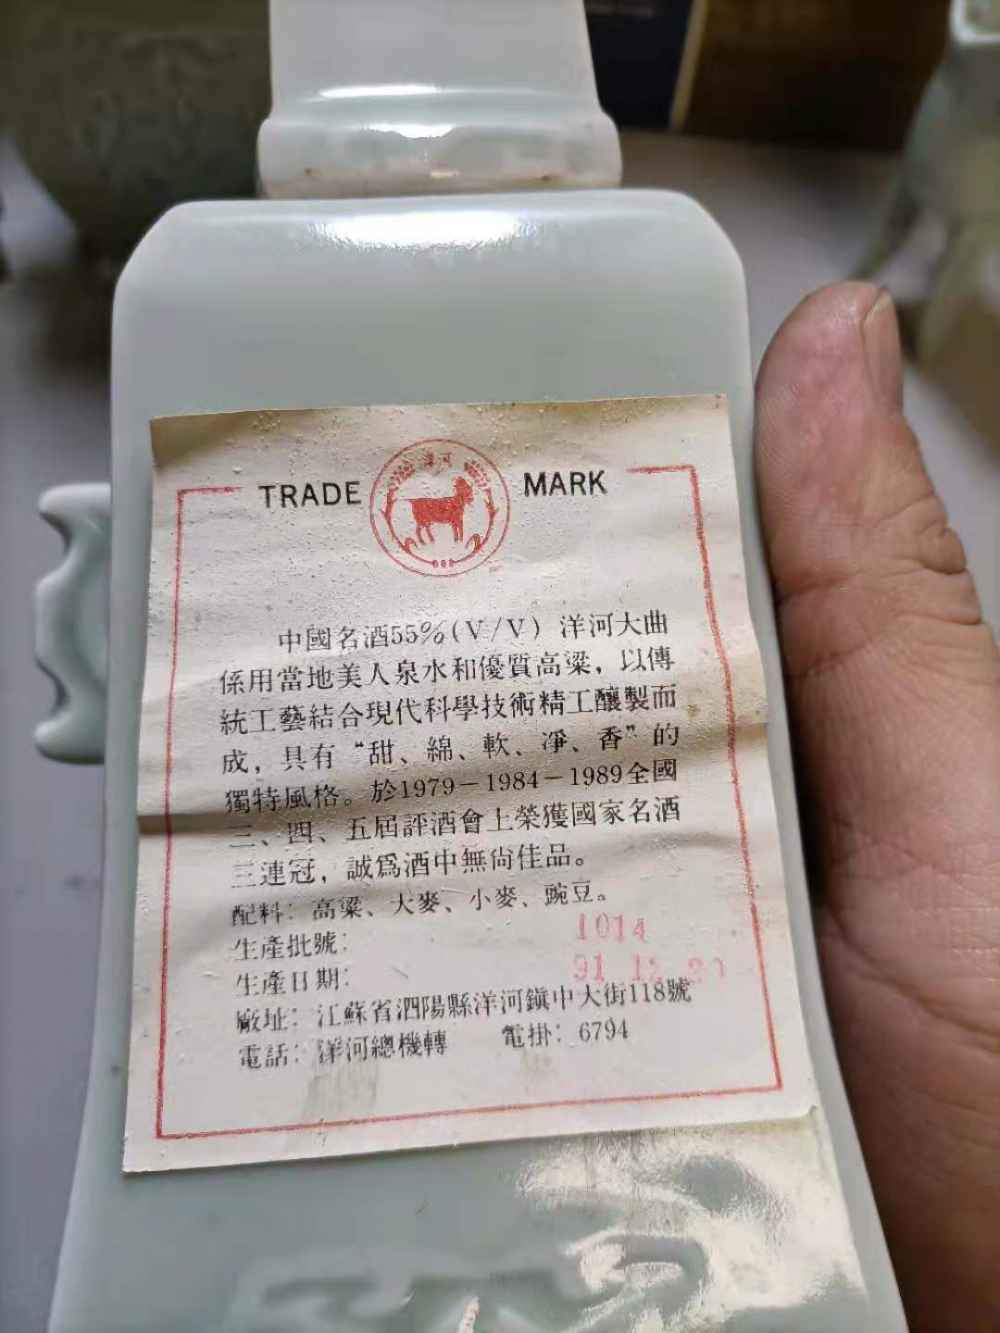 TRADE MARK
洋河
中國名酒55%(V/V) 洋河大曲
係用當地美人泉水和優質高粱，以傳
統工藝結合現代科學技術精工釀製而
成，具有“甜、綿、軟、淨、香”的
獨特風格。於1979－1984－1989全國
三、四、五屆評酒會上榮獲國家名酒
三連冠，誠爲酒中無尚佳品。
配料：高粱、大麥、小麥、豌豆。
生產批號： 1014
生產日期： 91.12.20
廠址：江蘇省泗陽縣洋河鎮中大街118號
電話：洋河總機轉 電掛：6794